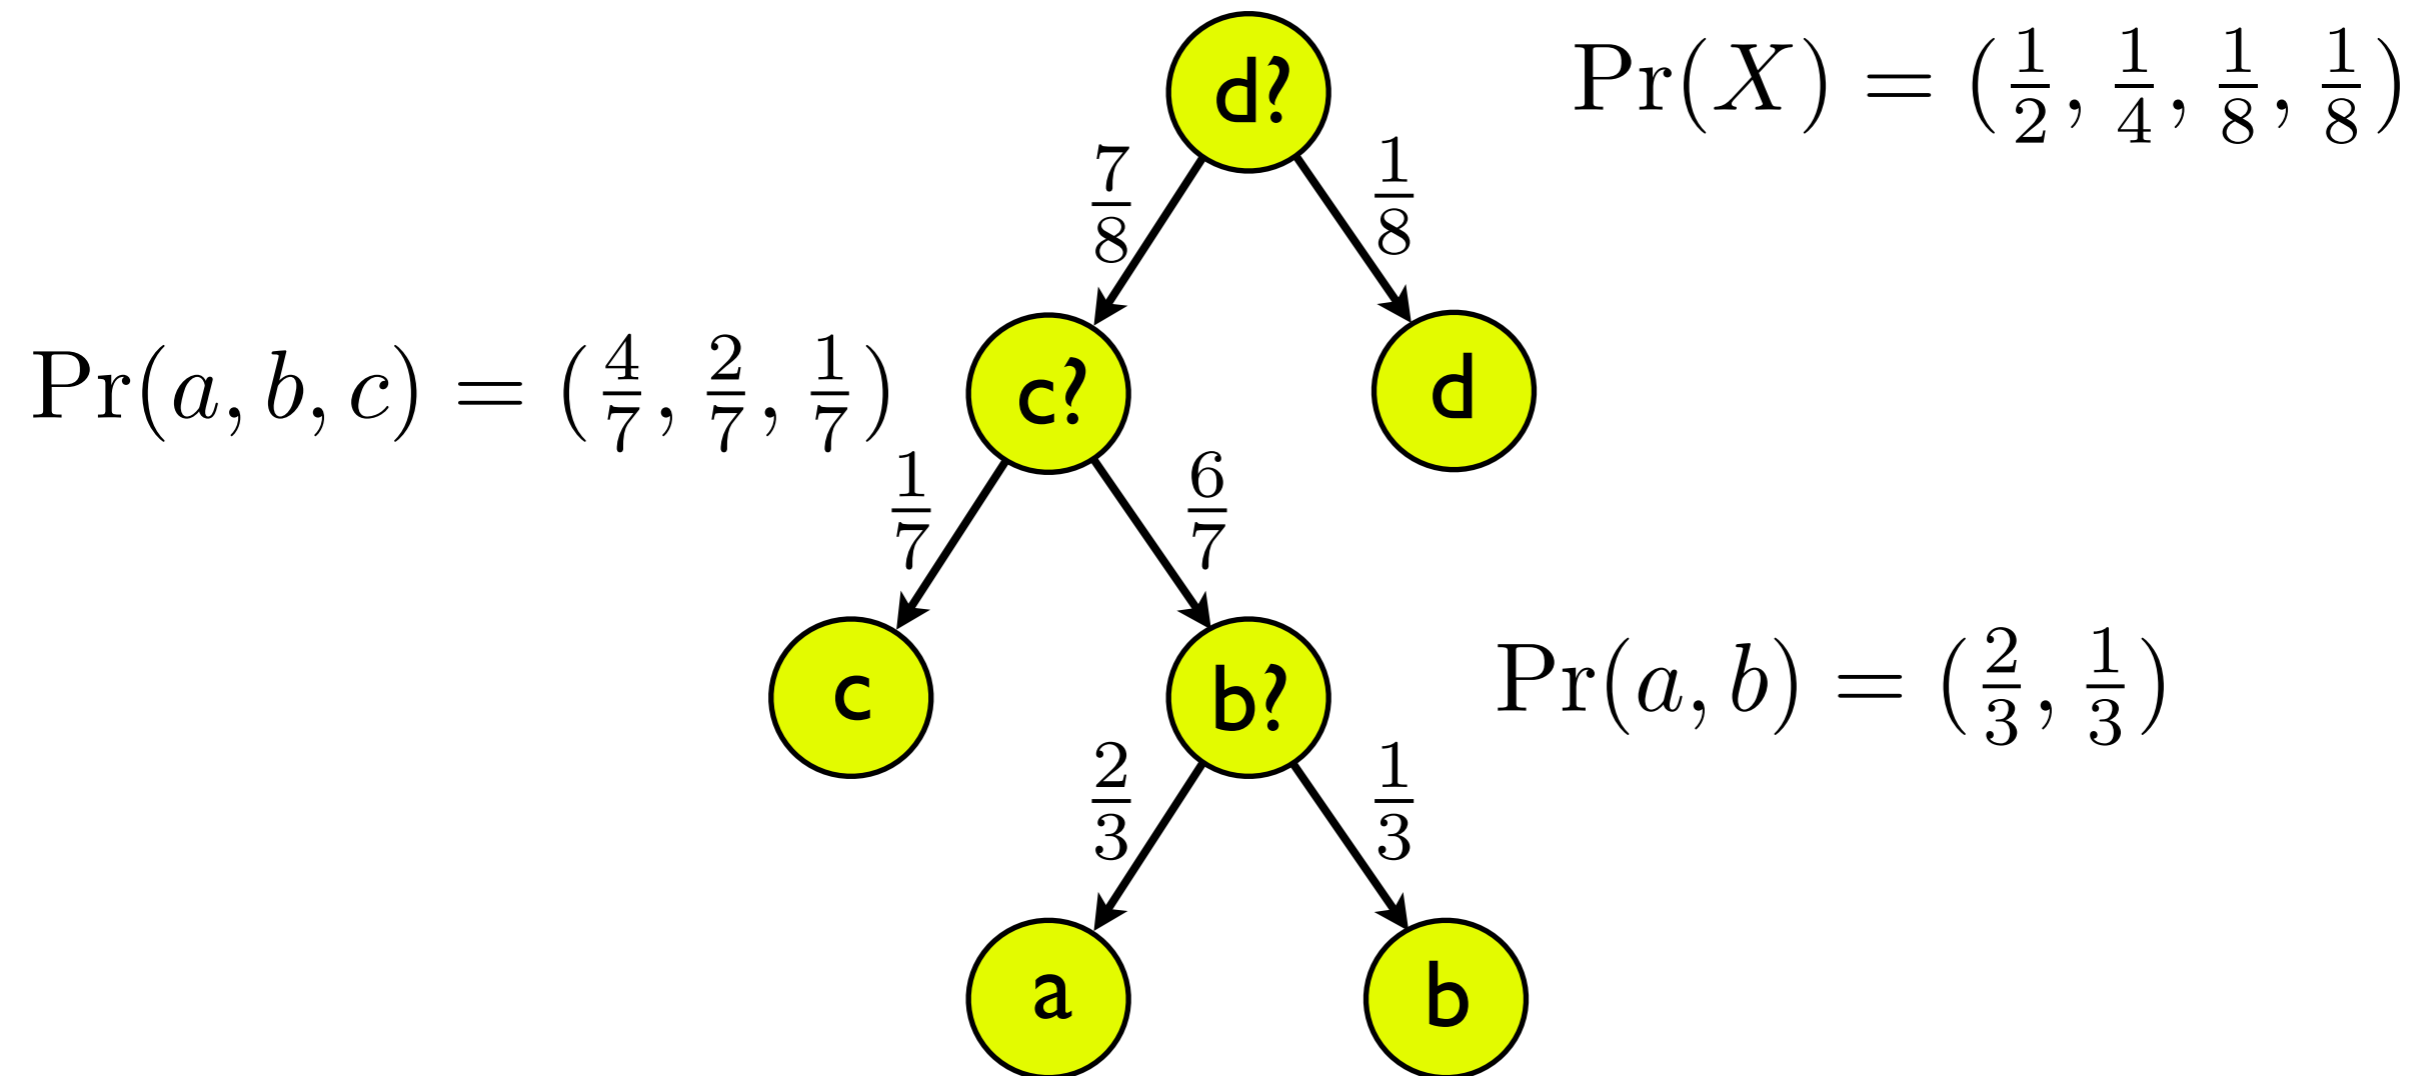 d?
Pr(X) = (1/2, 1/4, 1/8, 1/8)
7/8
1/8
Pr(a, b, c) = (4/7, 2/7, 1/7)
c?
d
1/7
6/7
c
b?
Pr(a, b) = (2/3, 1/3)
2/3
1/3
a
b